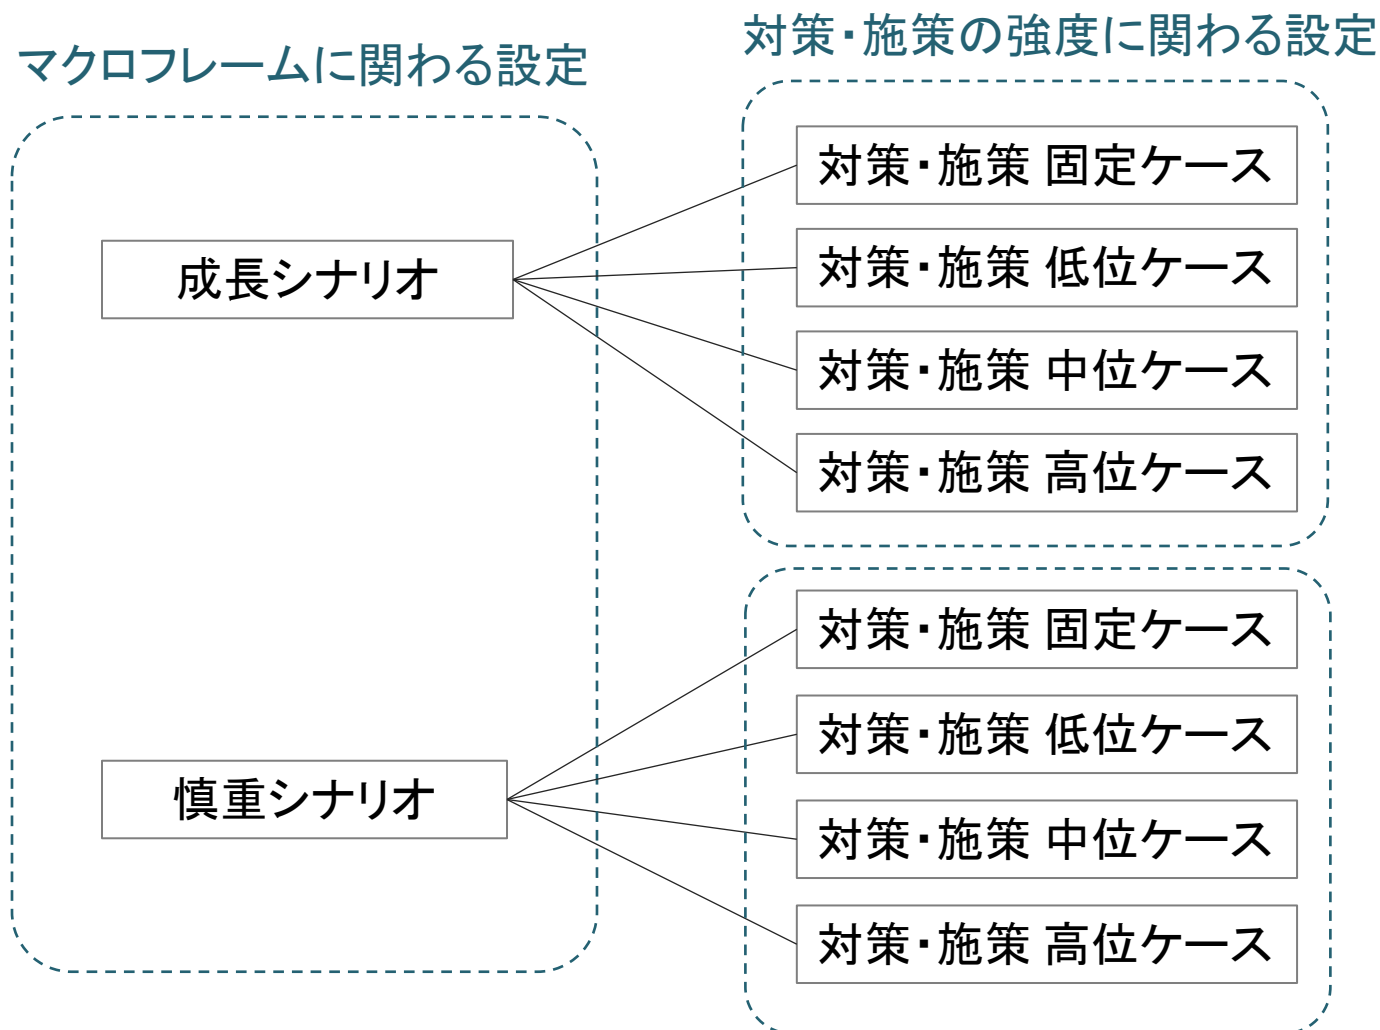 マクロフレームに関わる設定
対策・施策の強度に関わる設定
成長シナリオ
対策・施策 固定ケース
対策・施策 低位ケース
対策・施策 中位ケース
対策・施策 高位ケース
慎重シナリオ
対策・施策 固定ケース
対策・施策 低位ケース
対策・施策 中位ケース
対策・施策 高位ケース